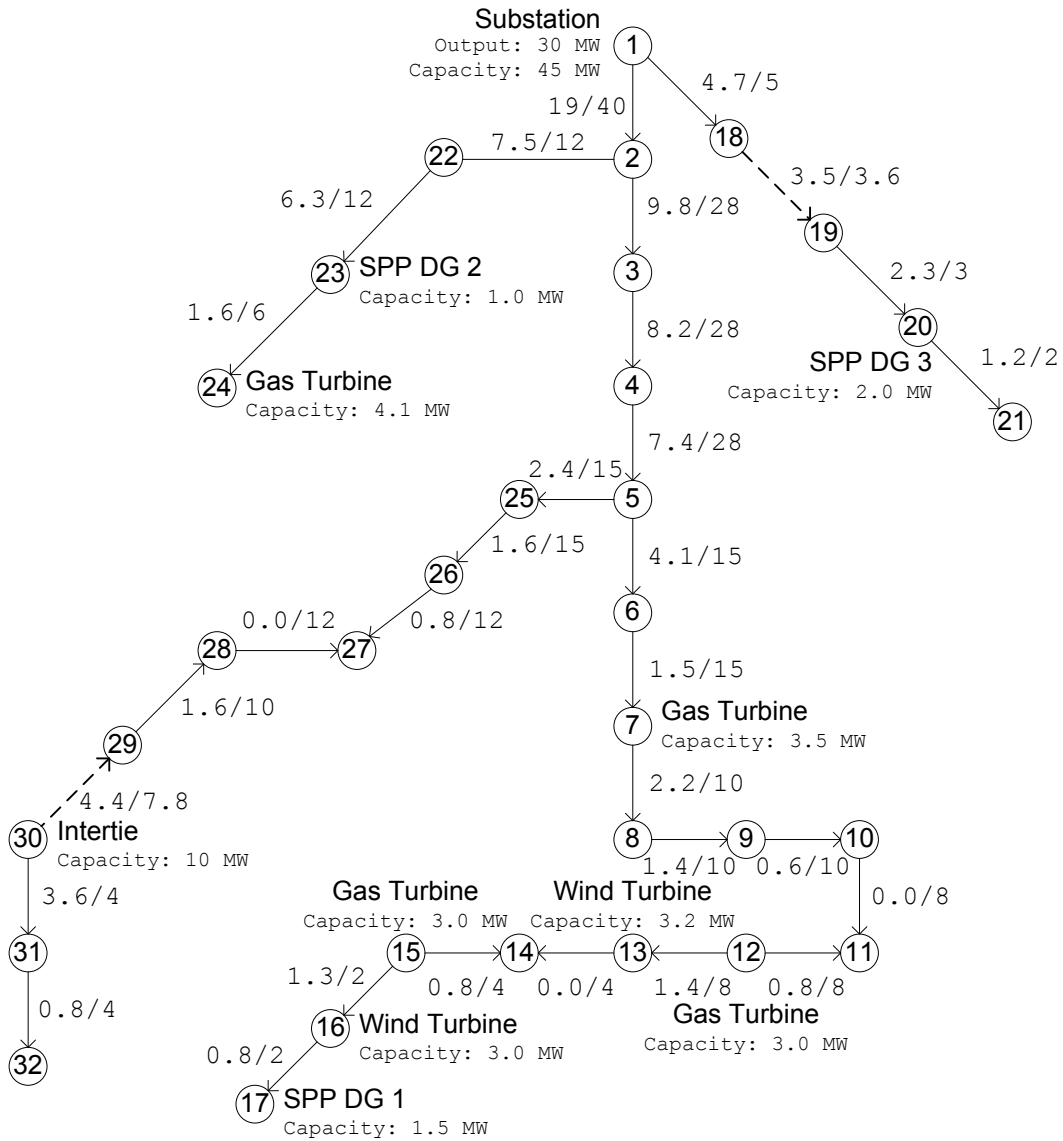 Substation
Output: 30 MW
Capacity: 45 MW
1
4.7/5
19/40
18
7.5/12
22
2
3.5/3.6
6.3/12
9.8/28
19
23
SPP DG 2
Capacity: 1.0 MW
3
2.3/3
1.6/6
8.2/28
20
SPP DG 3
Capacity: 2.0 MW
1.2/2
24
Gas Turbine
Capacity: 4.1 MW
4
21
7.4/28
2.4/15
25
5
1.6/15
4.1/15
26
0.8/12
6
0.0/12
28
27
1.5/15
1.6/10
29
7
Gas Turbine
Capacity: 3.5 MW
4.4/7.8
2.2/10
30
Intertie
Capacity: 10 MW
8
9
10
1.4/10
0.6/10
3.6/4
0.0/8
Gas Turbine
Capacity: 3.0 MW
Wind Turbine
Capacity: 3.2 MW
31
15
14
13
12
11
1.3/2
0.8/4
0.0/4
1.4/8
0.8/8
0.8/4
Gas Turbine
Capacity: 3.0 MW
16
Wind Turbine
Capacity: 3.0 MW
0.8/2
32
17
SPP DG 1
Capacity: 1.5 MW